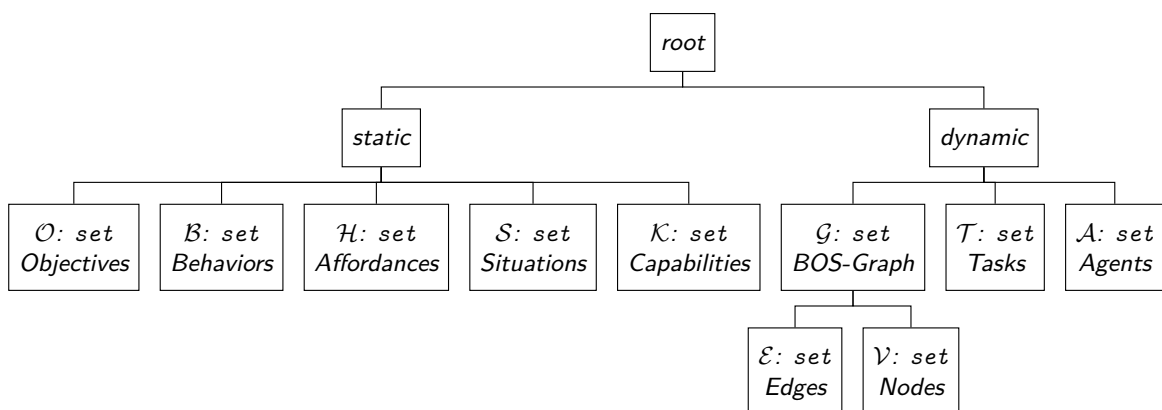 root
static
dynamic
𝒪: set
Objectives
ℬ: set
Behaviors
ℋ: set
Affordances
𝒮: set
Situations
𝒦: set
Capabilities
𝒢: set
BOS-Graph
𝒯: set
Tasks
𝒜: set
Agents
ℰ: set
Edges
𝒱: set
Nodes